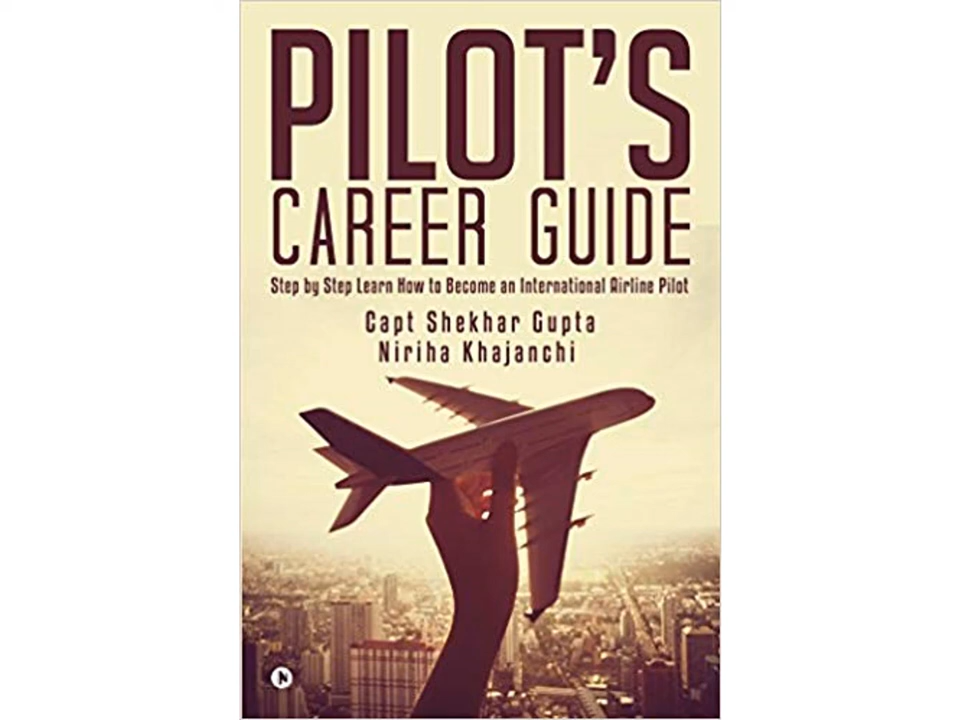 PILOT'S
CAREER GUIDE
Step by Step Learn How to Become an International Airline Pilot
Capt Shekhar Gupta
Niriha Khajanchi
N